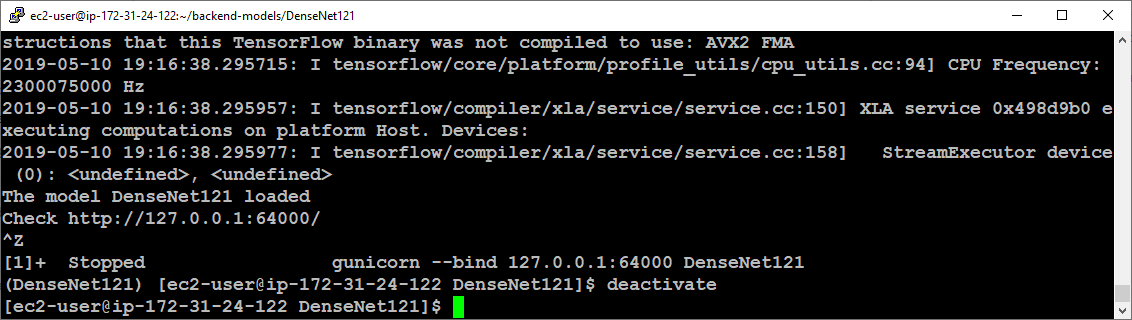 ec2-user@ip-172-31-24-122:~/backend-models/DenseNet121
structions that this TensorFlow binary was not compiled to use: AVX2 FMA
2019-05-10 19:16:38.295715: I tensorflow/core/platform/profile_utils/cpu_utils.cc:94] CPU Frequency:
2300075000 Hz
2019-05-10 19:16:38.295957: I tensorflow/compiler/xla/service/service.cc:150] XLA service 0x498d9b0 e
xecuting computations on platform Host. Devices:
2019-05-10 19:16:38.295977: I tensorflow/compiler/xla/service/service.cc:158]   StreamExecutor device
 (0): <undefined>, <undefined>
The model DenseNet121 loaded
Check http://127.0.0.1:64000/
^Z
[1]+  Stopped                 gunicorn --bind 127.0.0.1:64000 DenseNet121
(DenseNet121) [ec2-user@ip-172-31-24-122 DenseNet121]$ deactivate
[ec2-user@ip-172-31-24-122 DenseNet121]$